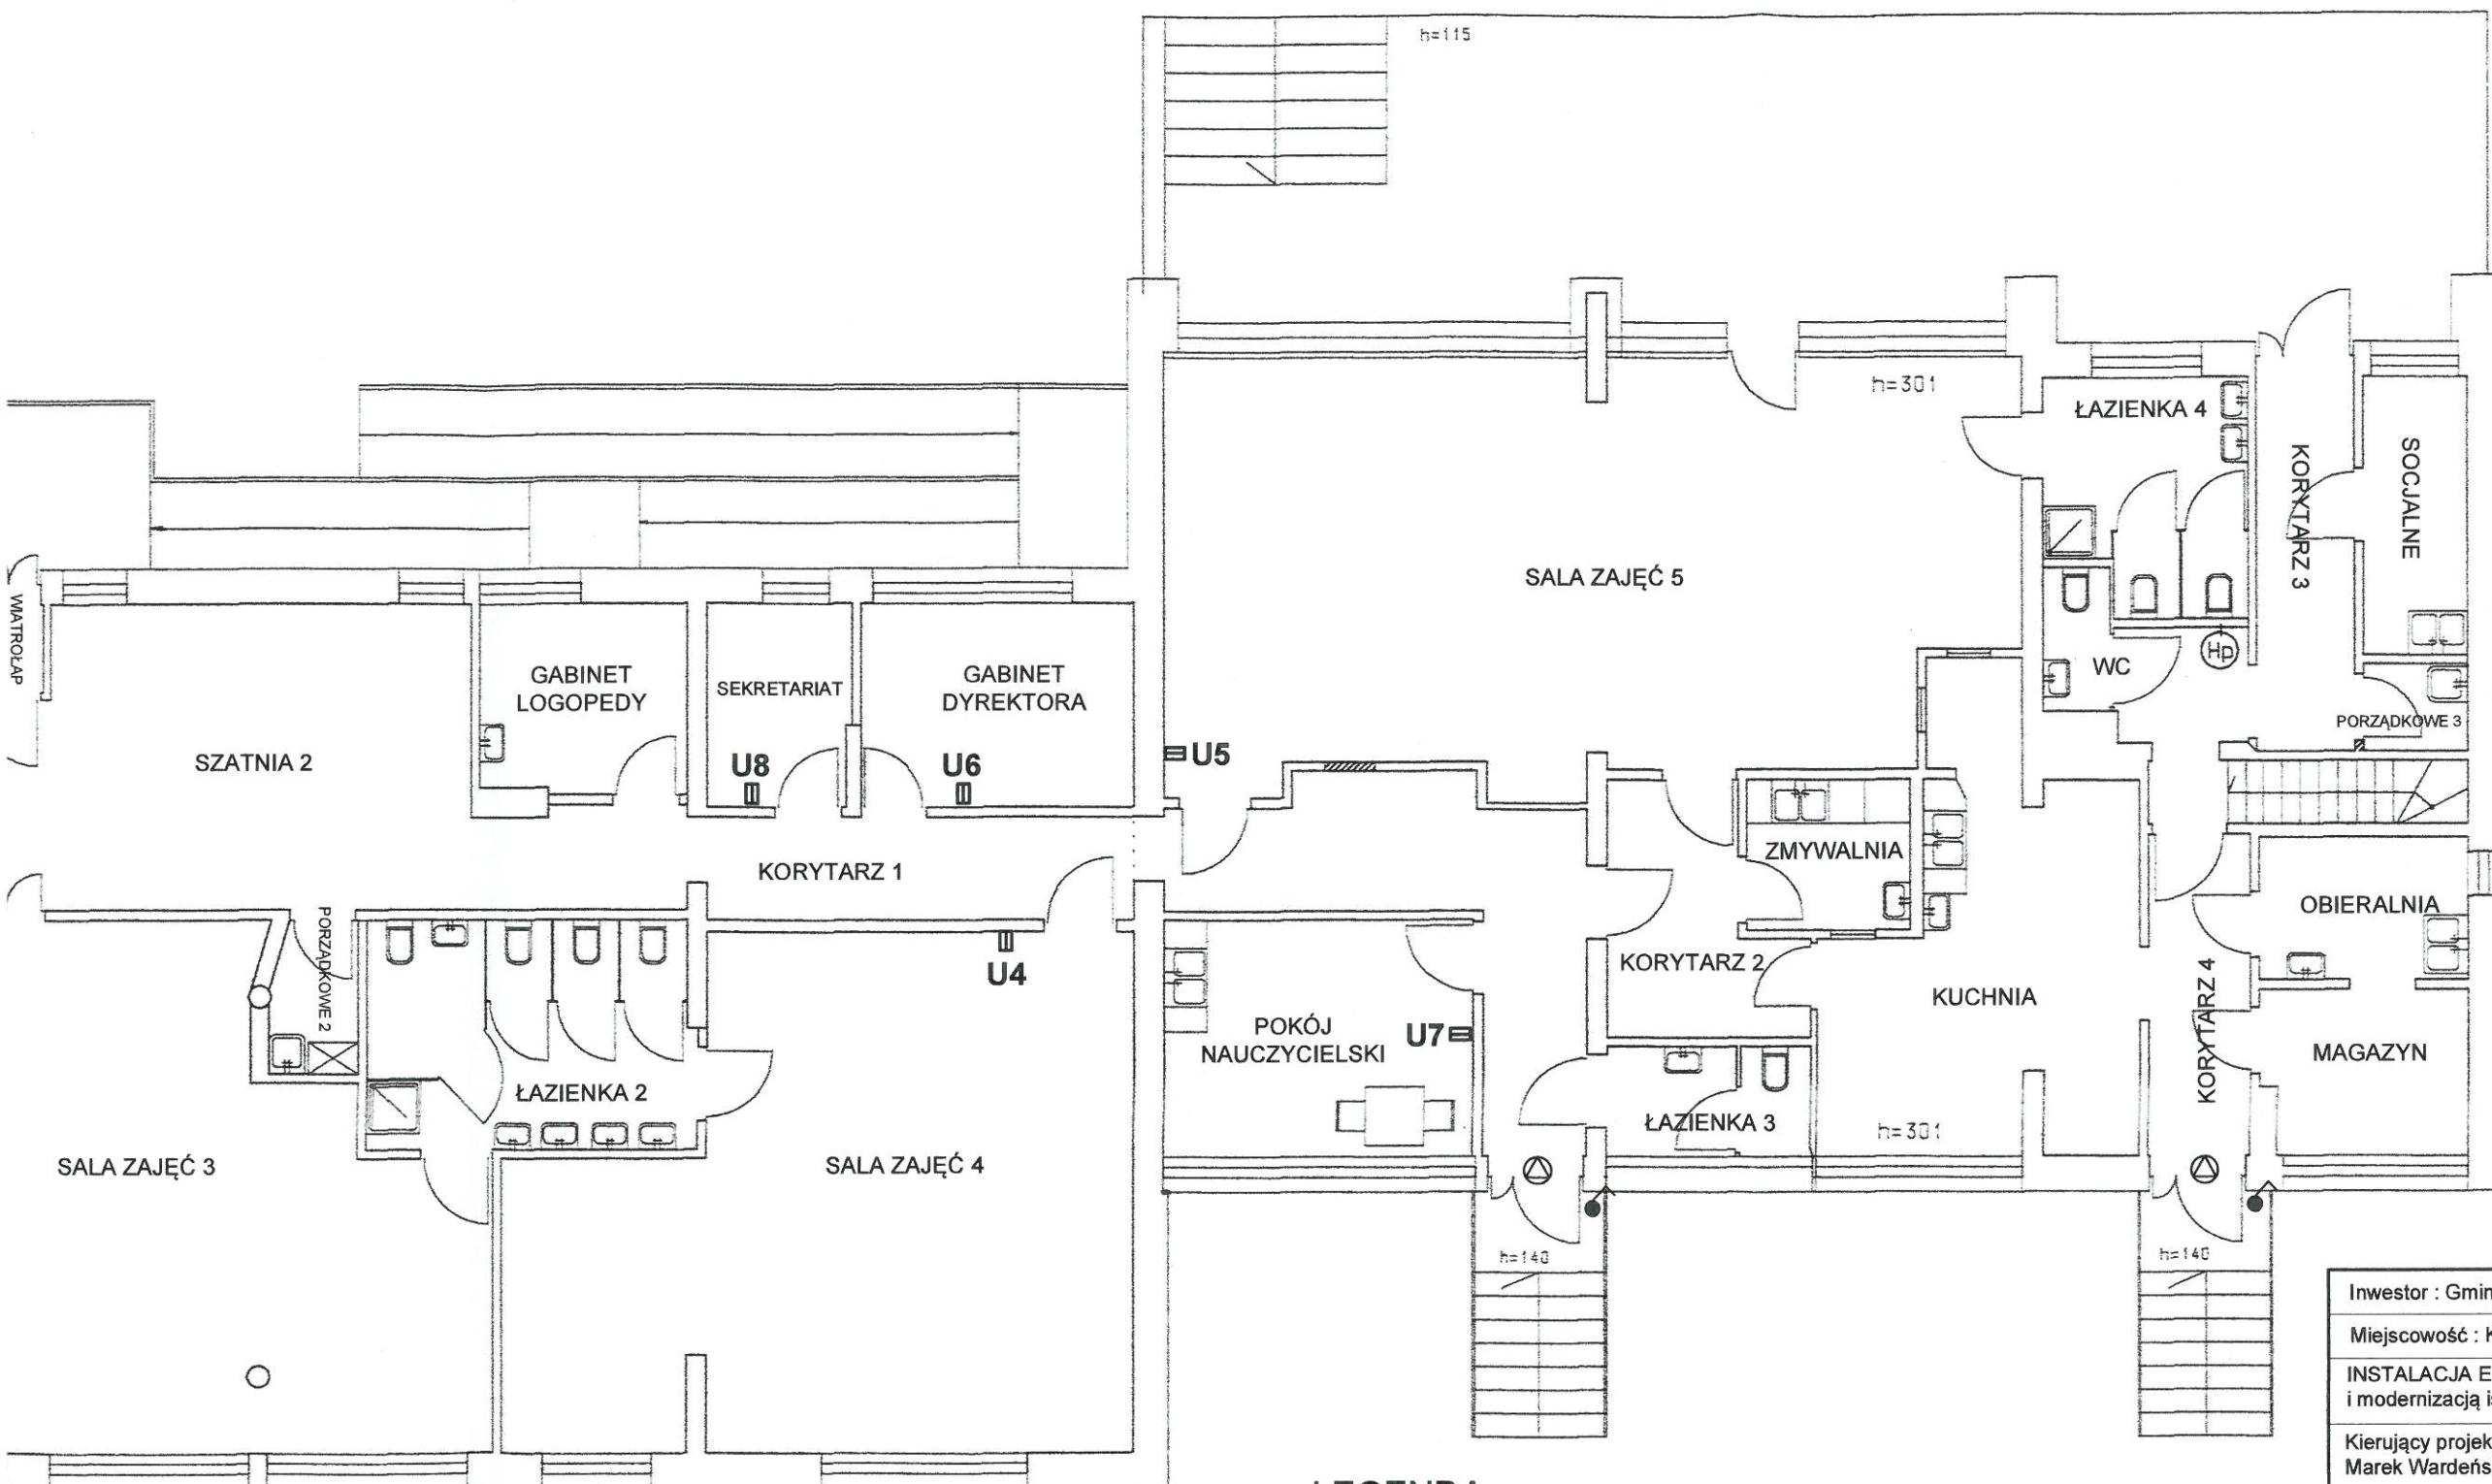 h=115
h=301
ŁAZIENKA 4
KORYTARZ 3
SOCJALNE
SALA ZAJĘĆ 5
WIATROŁAP
GABINET
LOGOPEDY
SEKRETARIAT
GABINET
DYREKTORA
WC
HP
PORZĄDKOWE 3
SZATNIA 2
U8
U6
U5
KORYTARZ 1
ZMYWALNIA
OBIERALNIA
PORZĄDKOWE 2
U4
KORYTARZ 2
KUCHNIA
KORYTARZ 4
POKÓJ
NAUCZYCIELSKI
U7
MAGAZYN
ŁAZIENKA 2
ŁAZIENKA 3
h=301
SALA ZAJĘĆ 3
SALA ZAJĘĆ 4
h=140
h=140
Inwestor : Gmin
Miejscowość : K
INSTALACJA E
i modernizacją i
Kierujący projek
Marek Wardeńs
LEGENDA